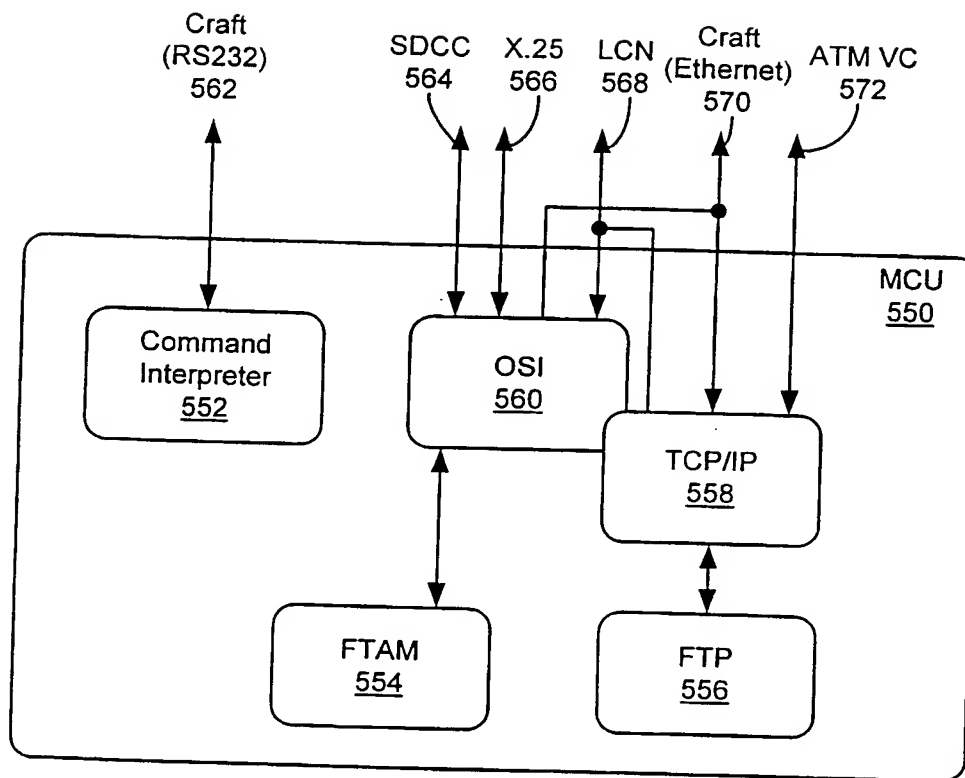 Craft
(RS232)
562
SDCC
564
X.25
566
LCN
568
Craft
(Ethernet)
570
ATM VC
572
MCU
550
Command
Interpreter
552
OSI
560
TCP/IP
558
FTAM
554
FTP
556